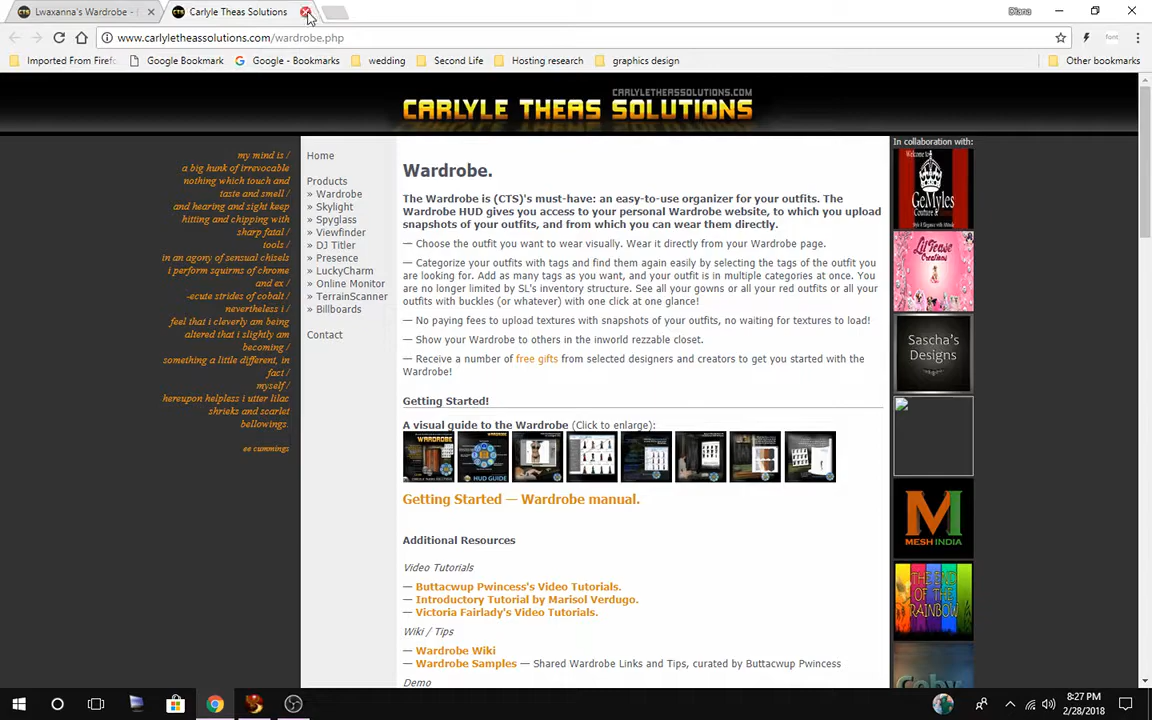 Lwaxanna's Wardrobe - (
Carlyle Theas Solutions
Diana
www.carlyletheassolutions.com/wardrobe.php
font
Imported From Firef
Google Bookmark
Google - Bookmarks
wedding
Second Life
Hosting research
graphics design
Other bookmarks
CARLYLETHEASSOLUTIONS.COM
CARLYLE THEAS SOLUTIONS
my mind is /
a big hunk of irrevocable
nothing which touch and
taste and smell /
and hearing and sight keep
hitting and chipping with
sharp fatal /
tools /
in an agony of sensual chisels
i perform squirms of chrome
and ex /
-ecute strides of cobalt /
nevertheless i /
feel that i cleverly am being
altered that i slightly am
becoming /
something a little different, in
fact /
myself /
hereupon helpless i utter lilac
shrieks and scarlet
bellowings.
ee cummings
Home
Products
» Wardrobe
» Skylight
» Spyglass
» Viewfinder
» DJ Titler
» Presence
» LuckyCharm
» Online Monitor
» TerrainScanner
» Billboards
Contact
Wardrobe.
The Wardrobe is (CTS)'s must-have: an easy-to-use organizer for your outfits. The
Wardrobe HUD gives you access to your personal Wardrobe website, to which you upload
snapshots of your outfits, and from which you can wear them directly.
— Choose the outfit you want to wear visually. Wear it directly from your Wardrobe page.
— Categorize your outfits with tags and find them again easily by selecting the tags of the outfit you
are looking for. Add as many tags as you want, and your outfit is in multiple categories at once. You
are no longer limited by SL's inventory structure. See all your gowns or all your red outfits or all your
outfits with buckles (or whatever) with one click at one glance!
— No paying fees to upload textures with snapshots of your outfits, no waiting for textures to load!
— Show your Wardrobe to others in the inworld rezzable closet.
— Receive a number of free gifts from selected designers and creators to get you started with the
Wardrobe!
Getting Started!
A visual guide to the Wardrobe (Click to enlarge):
WARDROBE
HUD GUIDE
Getting Started — Wardrobe manual.
Additional Resources
Video Tutorials
— Buttacwup Pwincess's Video Tutorials.
— Introductory Tutorial by Marisol Verdugo.
— Victoria Fairlady's Video Tutorials.
Wiki / Tips
— Wardrobe Wiki
— Wardrobe Samples — Shared Wardrobe Links and Tips, curated by Buttacwup Pwincess
Demo
In collaboration with:
Welcome to
GeMyles
Couture
LilTease
Creations
Sascha's
Designs
MESH INDIA
THE END
OF THE
RAINBOW
8:27 PM
2/28/2018